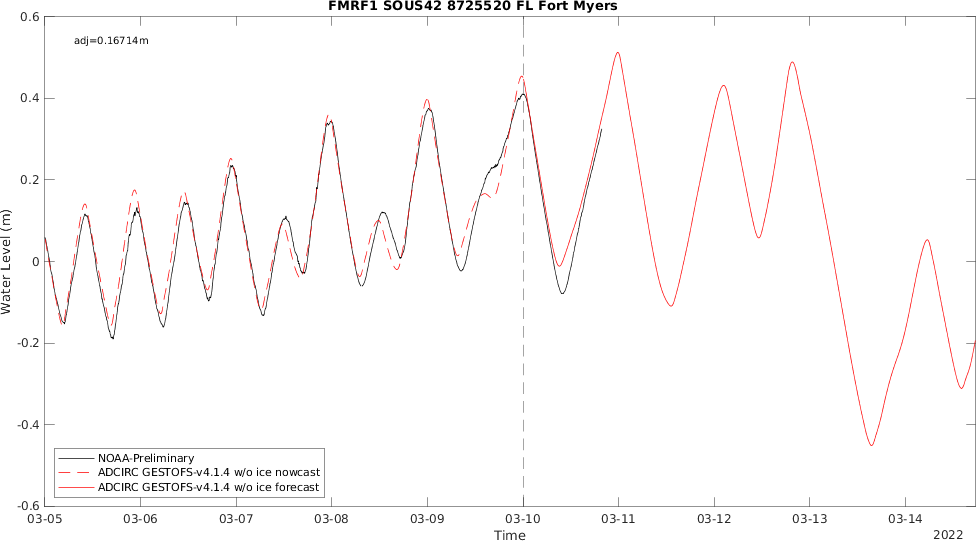 FMRF1 SOUS42 8725520 FL Fort Myers
adj=0.16714m
0.6
0.4
0.2
0
-0.2
-0.4
-0.6
Water Level (m)
NOAA-Preliminary
ADCIRC GESTOFS-v4.1.4 w/o ice nowcast
ADCIRC GESTOFS-v4.1.4 w/o ice forecast
03-05 03-06 03-07 03-08 03-09 03-10 03-11 03-12 03-13 03-14
Time
2022